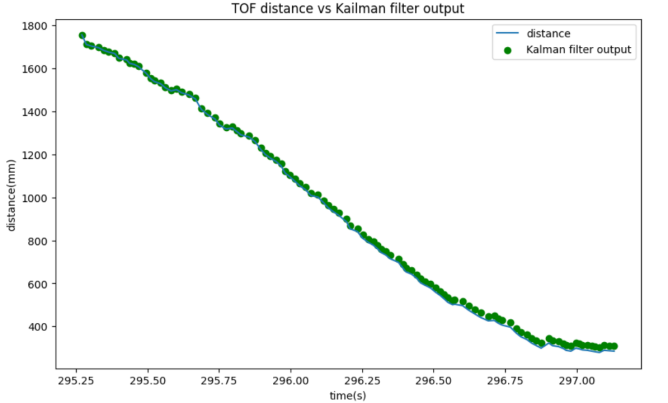 TOF distance vs Kailman filter output
distance
Kalman filter output
distance(mm)
1800
1600
1400
1200
1000
800
600
400
295.25 295.50 295.75 296.00 296.25 296.50 296.75 297.00
time(s)